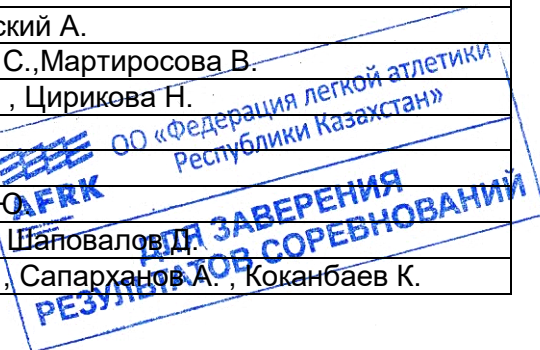 ский А.
С.,Мартиросова В.
, Цирикова Н.
ОО «Федерация легкой атлетики
Республики Казахстан»
AFRK
Ю
ДЛЯ ЗАВЕРЕНИЯ
РЕЗУЛЬТАТОВ СОРЕВНОВАНИЙ
Шаповалов Д.
, Сапарханов А. , Коканбаев К.